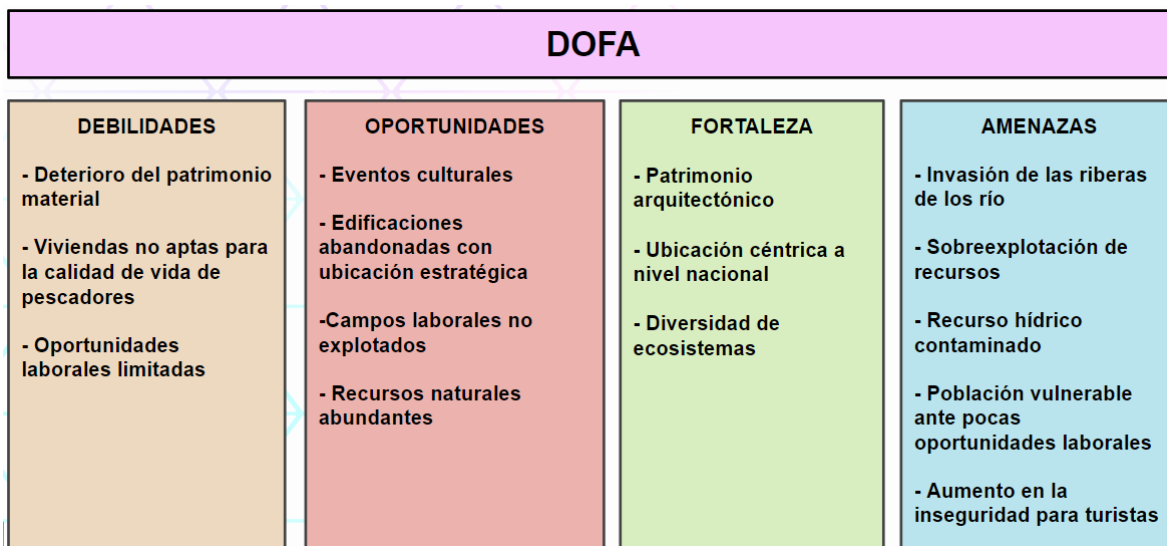 DOFA
DEBILIDADES
- Deterioro del patrimonio
material
- Viviendas no aptas para
la calidad de vida de
pescadores
- Oportunidades
laborales limitadas
OPORTUNIDADES
- Eventos culturales
- Edificaciones
abandonadas con
ubicación estratégica
-Campos laborales no
explotados
- Recursos naturales
abundantes
FORTALEZA
- Patrimonio
arquitectónico
- Ubicación céntrica a
nivel nacional
- Diversidad de
ecosistemas
AMENAZAS
- Invasión de las riberas
de los río
- Sobreexplotación de
recursos
- Recurso hídrico
contaminado
- Población vulnerable
ante pocas
oportunidades laborales
- Aumento en la
inseguridad para turistas